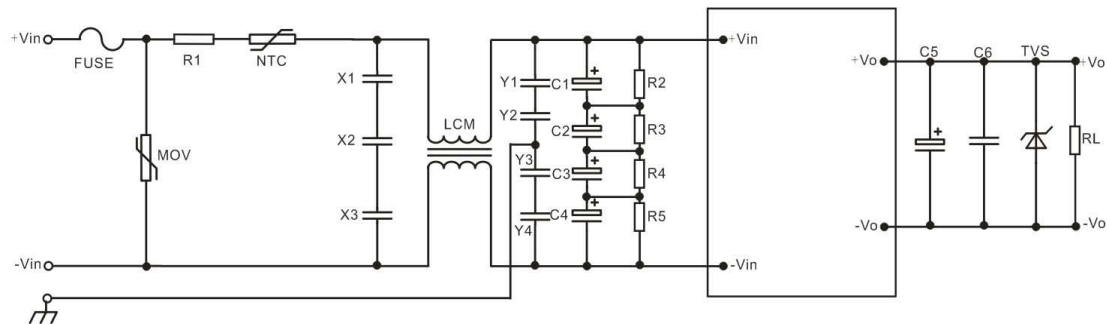 +Vin
FUSE
R1
NTC
MOV
X1
X2
X3
-Vin
LCM
Y1
Y2
Y3
Y4
C1
+
C2
+
C3
+
C4
+
R2
R3
R4
R5
+Vin
-Vin
+Vo
-Vo
C5
+
C6
TVS
RL
+Vo
-Vo